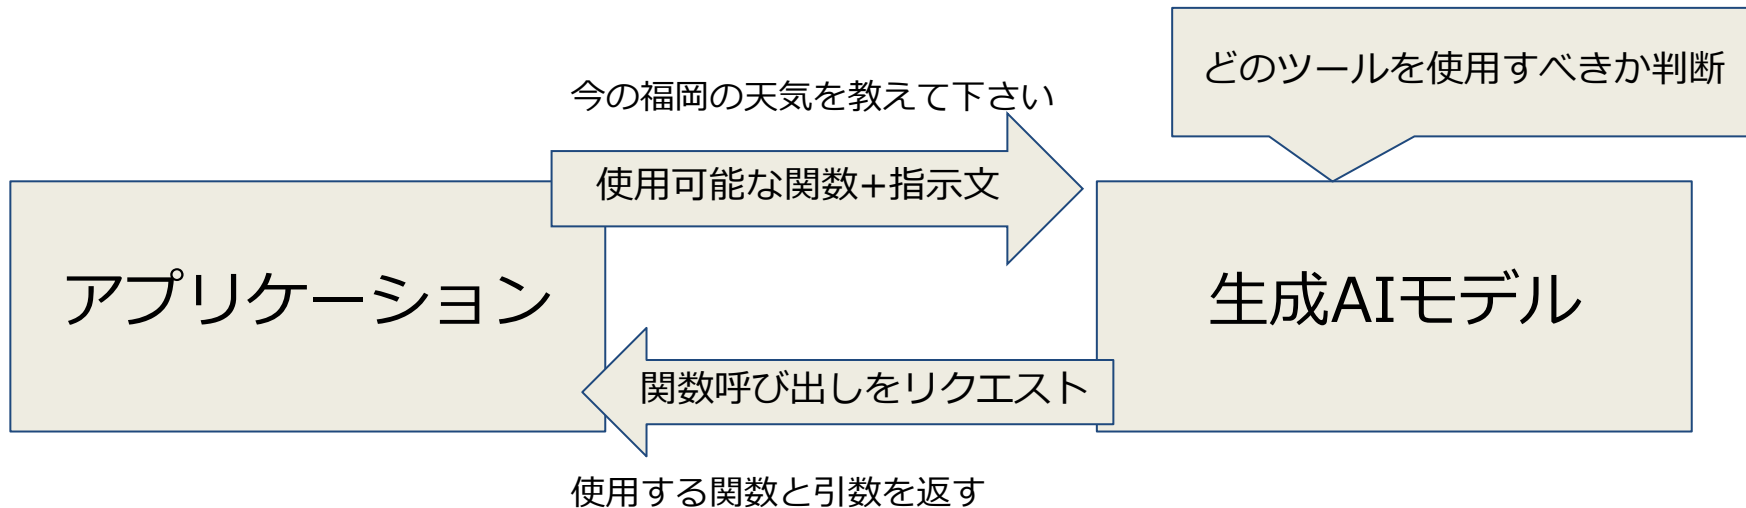 どのツールを使用すべきか判断
今の福岡の天気を教えて下さい
使用可能な関数+指示文
アプリケーション
生成AIモデル
関数呼び出しをリクエスト
使用する関数と引数を返す